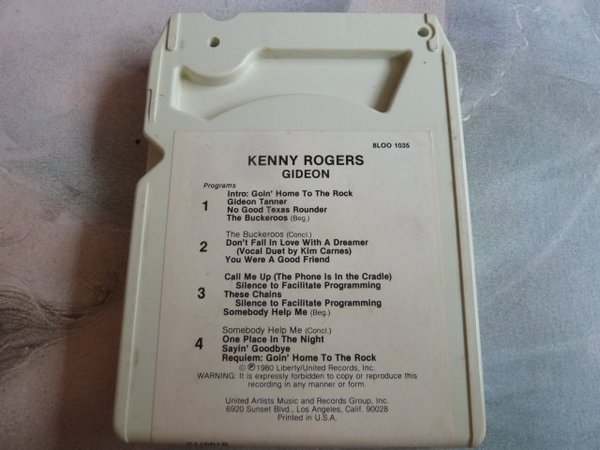 8LOO 1035
KENNY ROGERS
GIDEON
Programs
1
Intro: Goin' Home To The Rock
Gideon Tanner
No Good Texas Rounder
The Buckeroos (Beg.)
2
The Buckeroos (Concl.)
Don't Fall In Love With A Dreamer
(Vocal Duet by Kim Carnes)
You Were A Good Friend
3
Call Me Up (The Phone Is In the Cradle)
Silence to Facilitate Programming
These Chains
Silence to Facilitate Programming
Somebody Help Me (Beg.)
4
Somebody Help Me (Concl.)
One Place In The Night
Sayin' Goodbye
Requiem: Goin' Home To The Rock
© ℗ 1980 Liberty/United Records, Inc.
WARNING: It is expressly forbidden to copy or reproduce this
recording in any manner or form.
United Artists Music and Records Group, Inc.
6920 Sunset Blvd., Los Angeles, Calif. 90028
Printed in U.S.A.